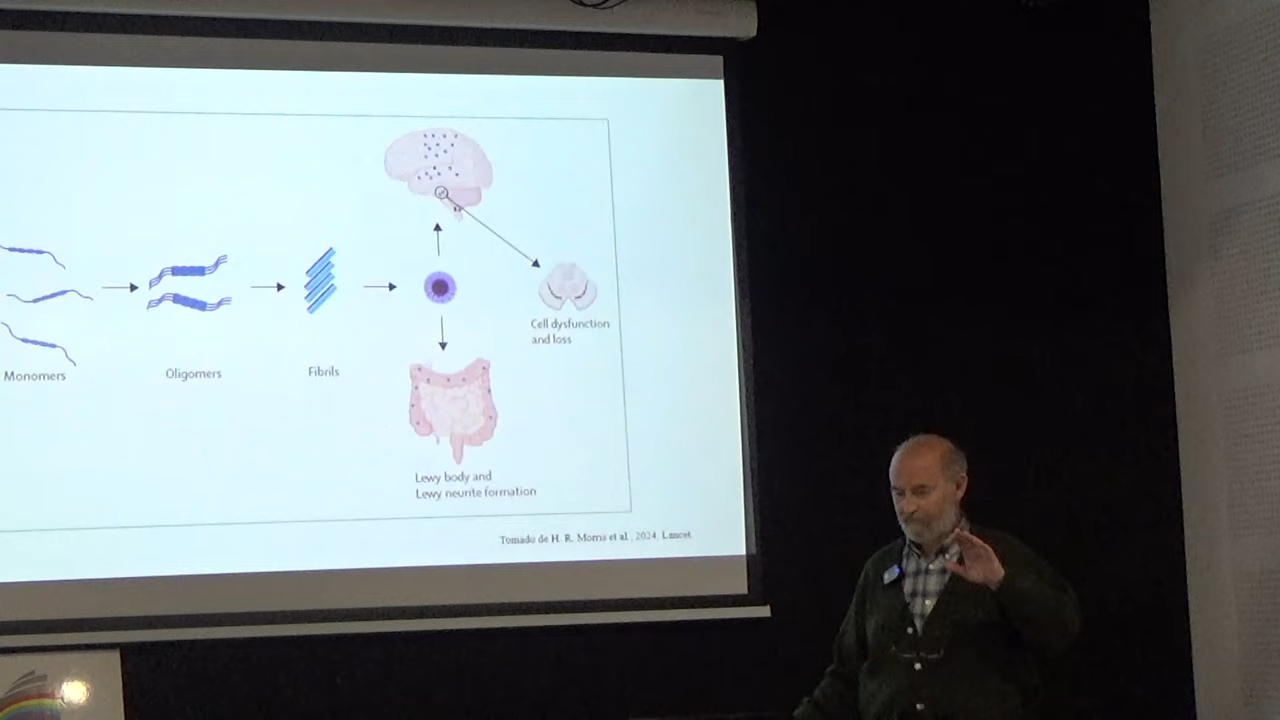 Cell dysfunction
and loss
Monomers
Oligomers
Fibrils
Lewy body and
Lewy neurite formation
Tomado de H. R. Morris et al., 2024, Lancet